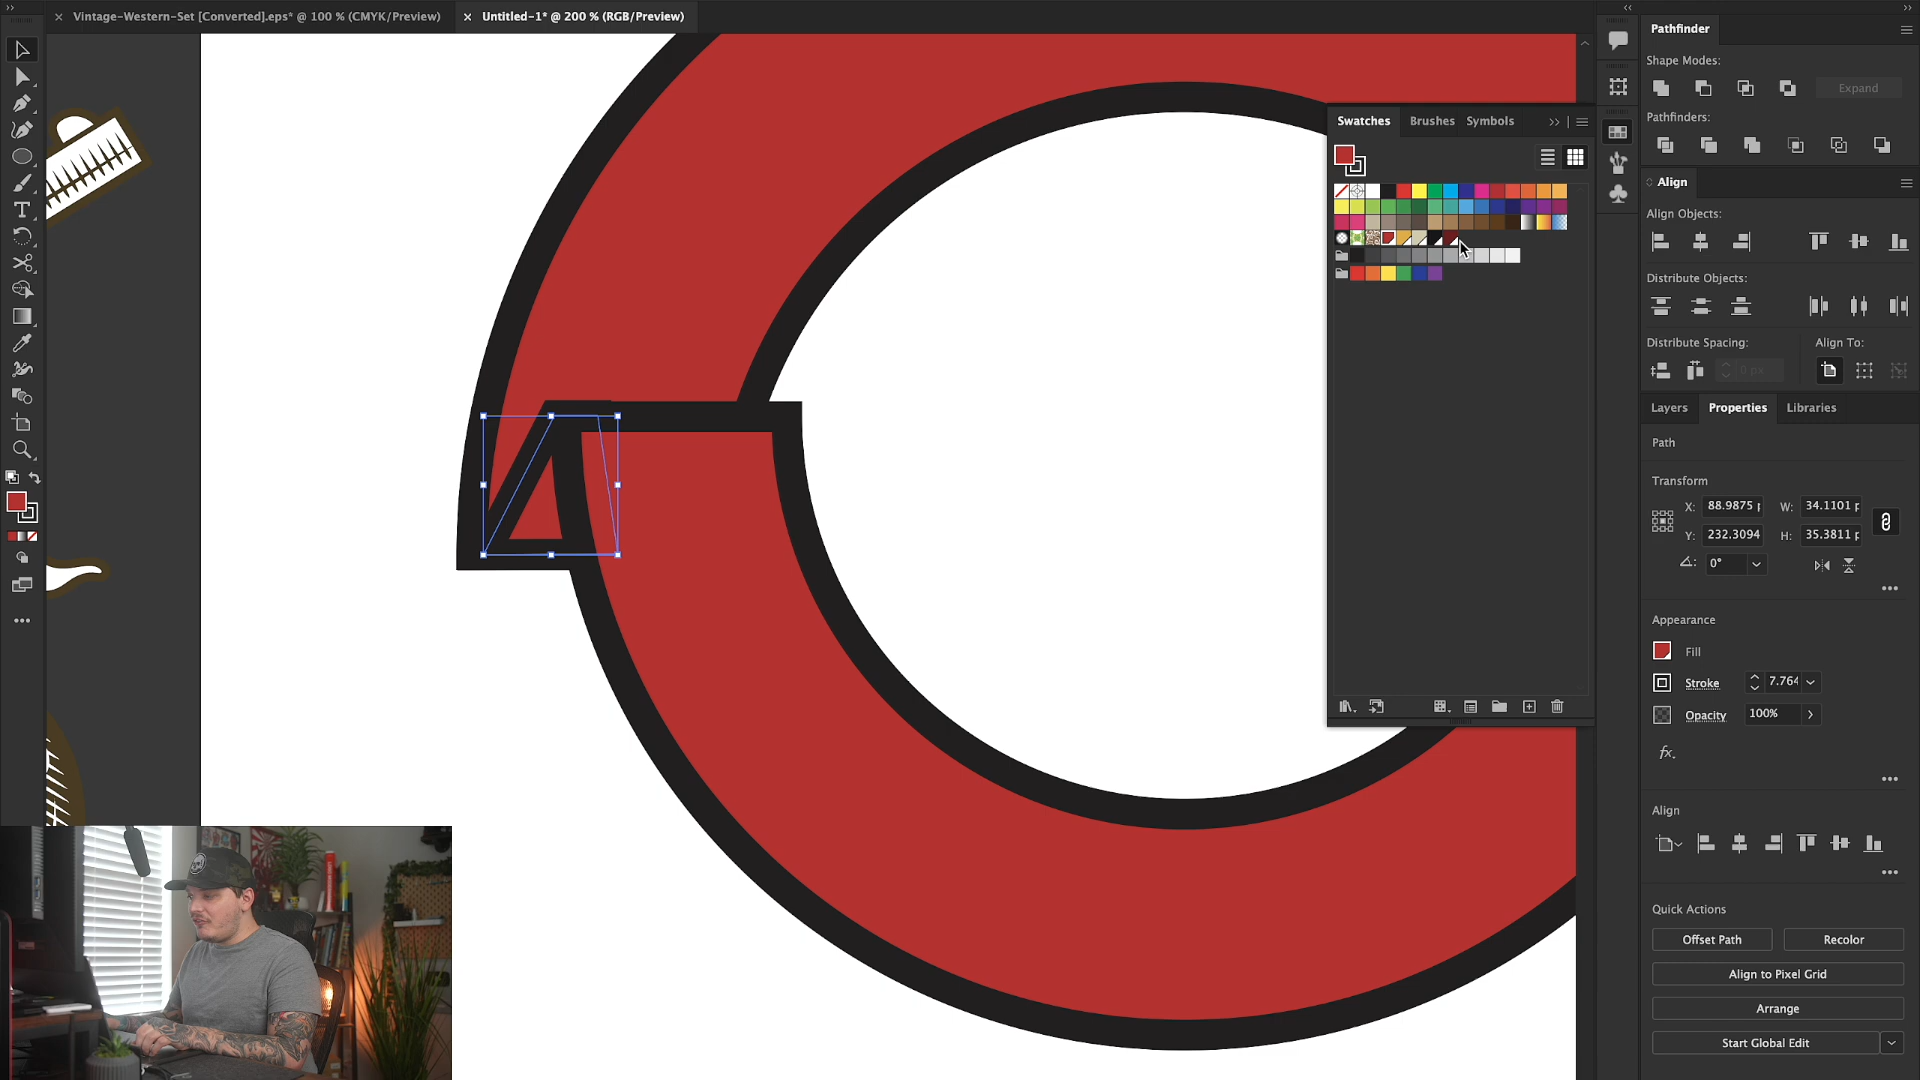 Vintage-Western-Set [Converted].eps* @ 100 % (CMYK/Preview)
Untitled-1* @ 200 % (RGB/Preview)
Swatches
Brushes
Symbols
Pathfinder
Shape Modes:
Expand
Pathfinders:
Align
Align Objects:
Distribute Objects:
Distribute Spacing:
Align To:
0 px
Layers
Properties
Libraries
Path
Transform
X:
88.9875 p
W:
34.1101 p
Y:
232.3094
H:
35.3811 p
0°
Appearance
Fill
Stroke
7.764
Opacity
100%
fx.
Align
Quick Actions
Offset Path
Recolor
Align to Pixel Grid
Arrange
Start Global Edit